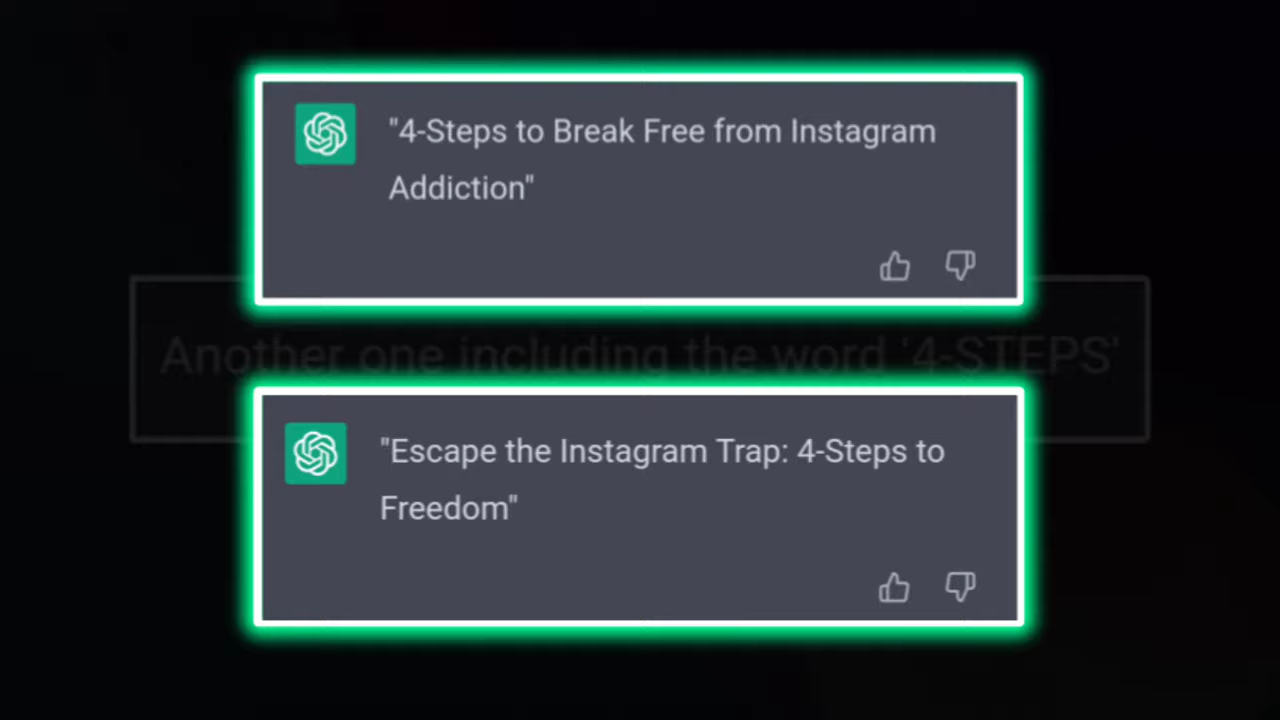 "4-Steps to Break Free from Instagram
Addiction"
Another one including the word '4-STEPS'
"Escape the Instagram Trap: 4-Steps to
Freedom"